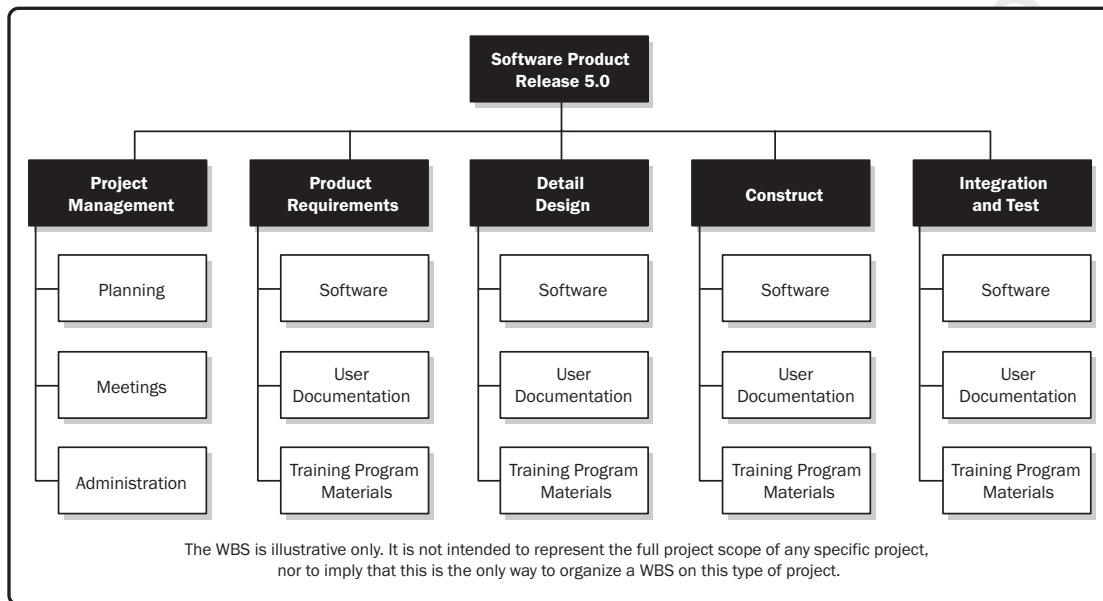 Software Product
Release 5.0
Project
Management
Product
Requirements
Detail
Design
Construct
Integration
and Test
Planning
Software
Software
Software
Software
Meetings
User
Documentation
User
Documentation
User
Documentation
User
Documentation
Administration
Training Program
Materials
Training Program
Materials
Training Program
Materials
Training Program
Materials
The WBS is illustrative only. It is not intended to represent the full project scope of any specific project,
nor to imply that this is the only way to organize a WBS on this type of project.